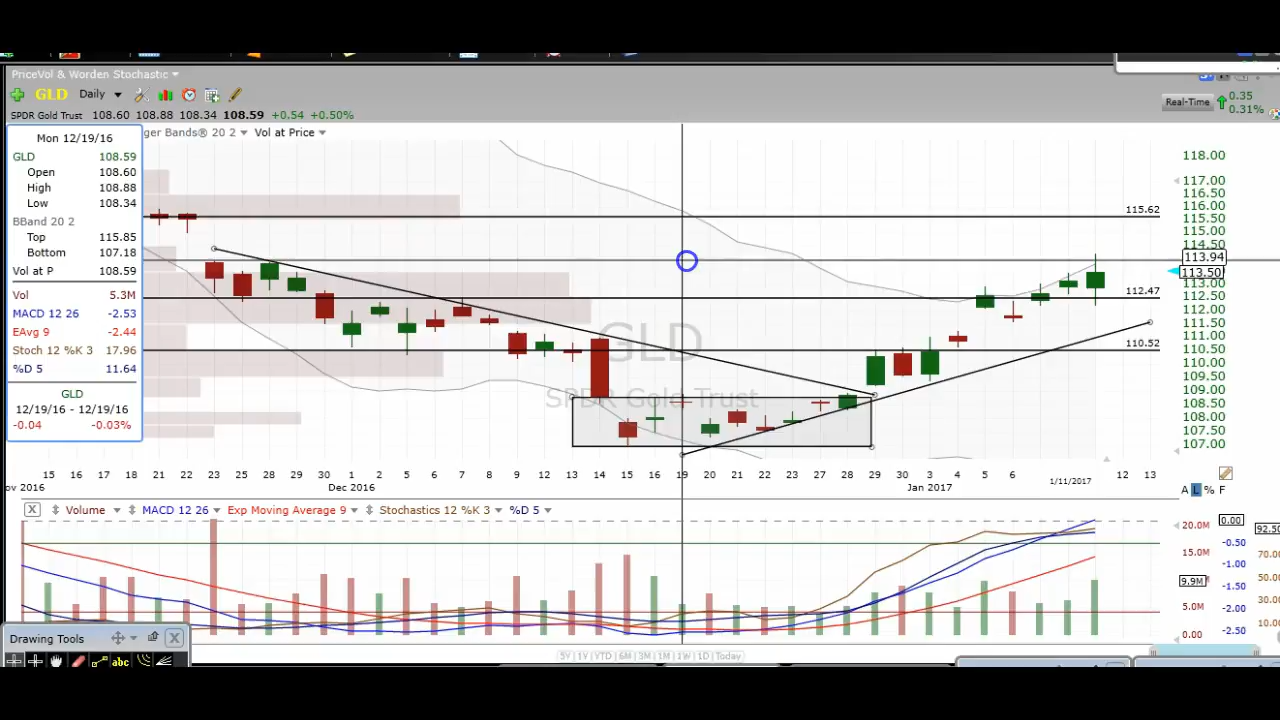 PriceVol & Worden Stochastic
GLD Daily
Real-Time 0.35
0.31%
SPDR Gold Trust 108.60 108.88 108.34 108.59 +0.54 +0.50%
Mon 12/19/16
GLD 108.59
Open 108.60
High 108.88
Low 108.34
BBand 20 2
Top 115.85
Bottom 107.18
Vol at P 108.59
Vol 5.3M
MACD 12 26 -2.53
EAvg 9 -2.44
Stoch 12 %K 3 17.96
%D 5 11.64
GLD
12/19/16 - 12/19/16
-0.04 -0.03%
ger Bands® 20 2 Vol at Price
115.62
112.47
110.52
GLD
SPDR Gold Trust
118.00
117.00
116.50
116.00
115.50
115.00
114.50
113.94
113.50
113.00
112.50
112.00
111.50
111.00
110.50
110.00
109.50
109.00
108.50
108.00
107.50
107.00
15 16 17 18 21 22 23 25 28 29 30 1 2 5 6 7 8 9 12 13 14 15 16 19 20 21 22 23 27 28 29 30 3 4 5 6 1/11/2017 12 13
ov 2016 Dec 2016 Jan 2017
A L % F
X Volume MACD 12 26 Exp Moving Average 9 Stochastics 12 %K 3 %D 5
20.0M
15.0M
9.9M
5.0M
0.00
0.00
-0.50
-1.00
-1.50
-2.00
-2.50
92.50
70.
50.
30.0
10.
Drawing Tools X
abc
5Y 1Y YTD 6M 3M 1M 1W 1D Today